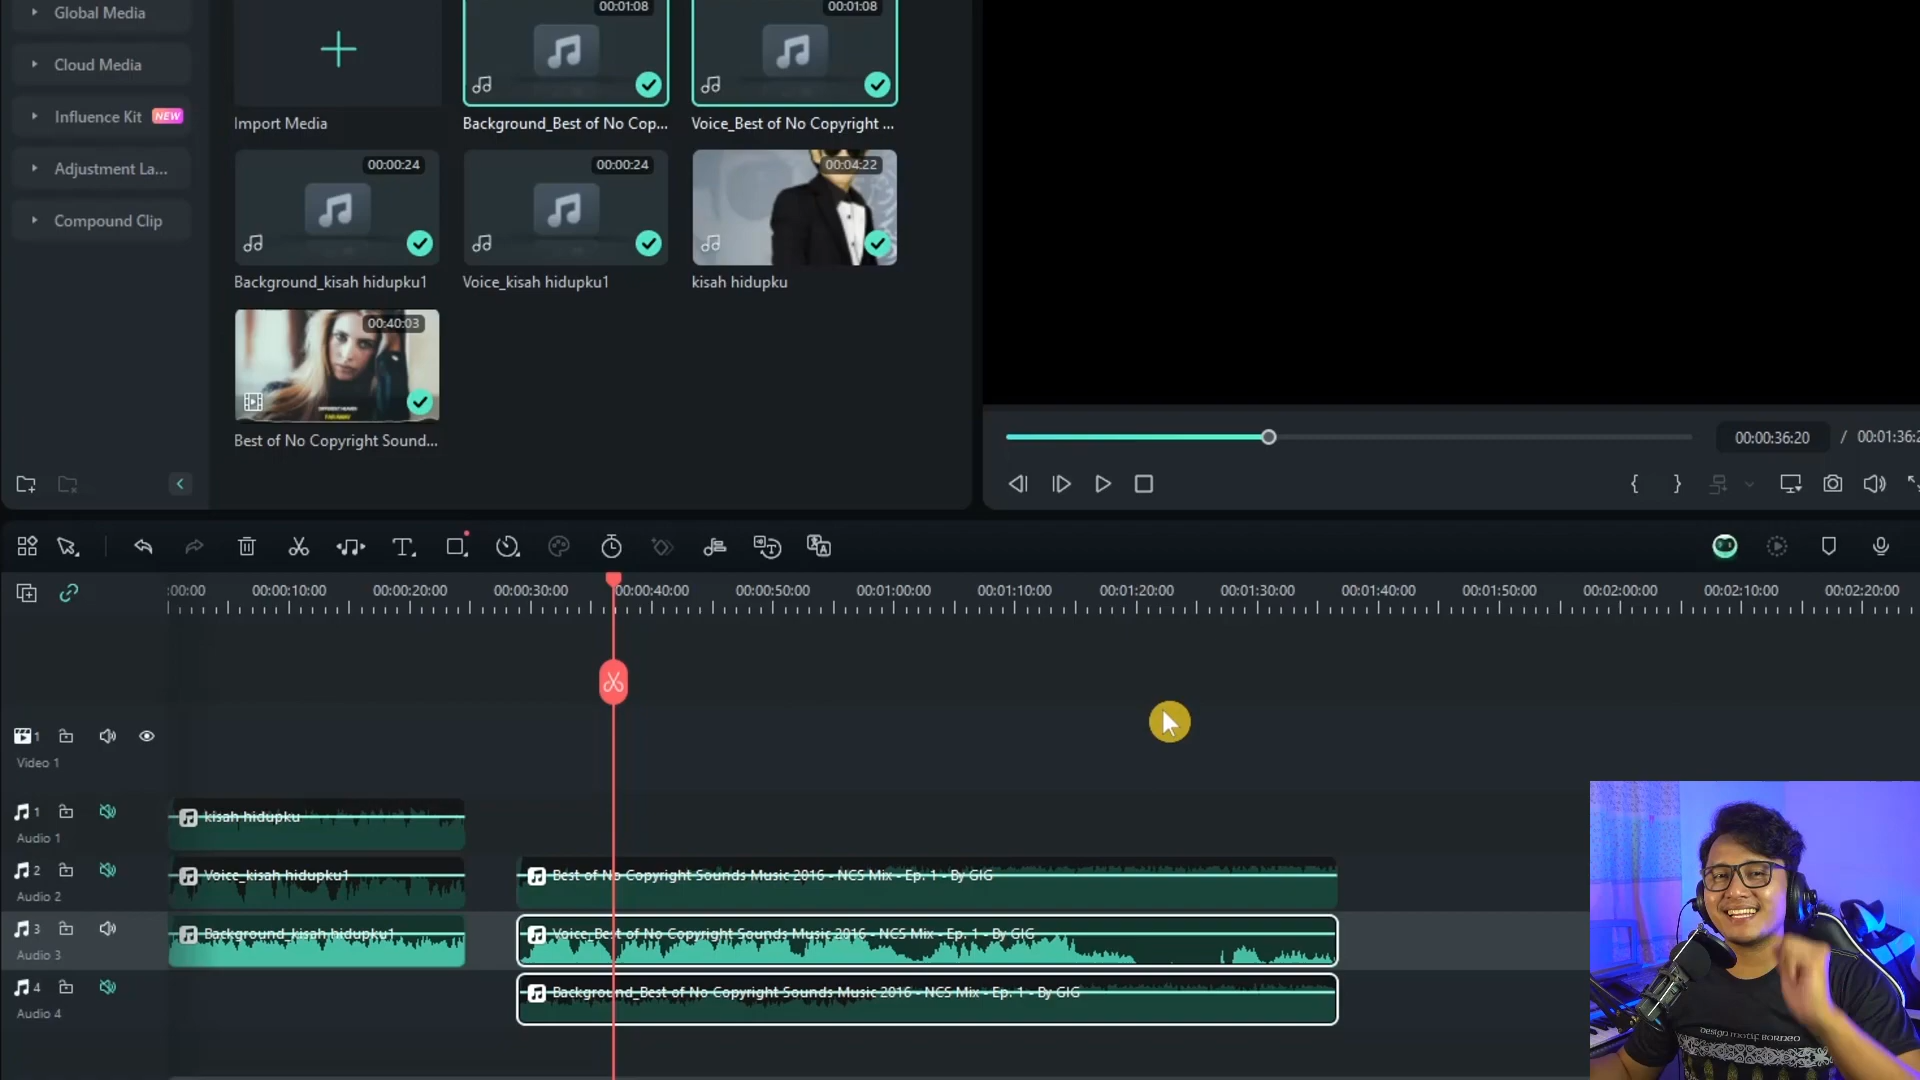 Global Media
Cloud Media
Influence Kit NEW
Adjustment La...
Compound Clip
Import Media
00:01:08
Background_Best of No Cop...
00:01:08
Voice_Best of No Copyright ...
00:00:24
Background_kisah hidupku1
00:00:24
Voice_kisah hidupku1
00:04:22
kisah hidupku
00:40:03
Best of No Copyright Sound...
00:00:36:20 / 00:01:36:2
:00:00 00:00:10:00 00:00:20:00 00:00:30:00 00:00:40:00 00:00:50:00 00:01:00:00 00:01:10:00 00:01:20:00 00:01:30:00 00:01:40:00 00:01:50:00 00:02:00:00 00:02:10:00 00:02:20:00
1
Video 1
1
Audio 1
kisah hidupku
2
Audio 2
Voice_kisah hidupku1
Best of No Copyright Sounds Music 2016 - NCS Mix - Ep. 1 - By GIG
3
Audio 3
Background_kisah hidupku1
Voice_Best of No Copyright Sounds Music 2016 - NCS Mix - Ep. 1 - By GIG
4
Audio 4
Background_Best of No Copyright Sounds Music 2016 - NCS Mix - Ep. 1 - By GIG
DESIGN MOTIF BORNEO